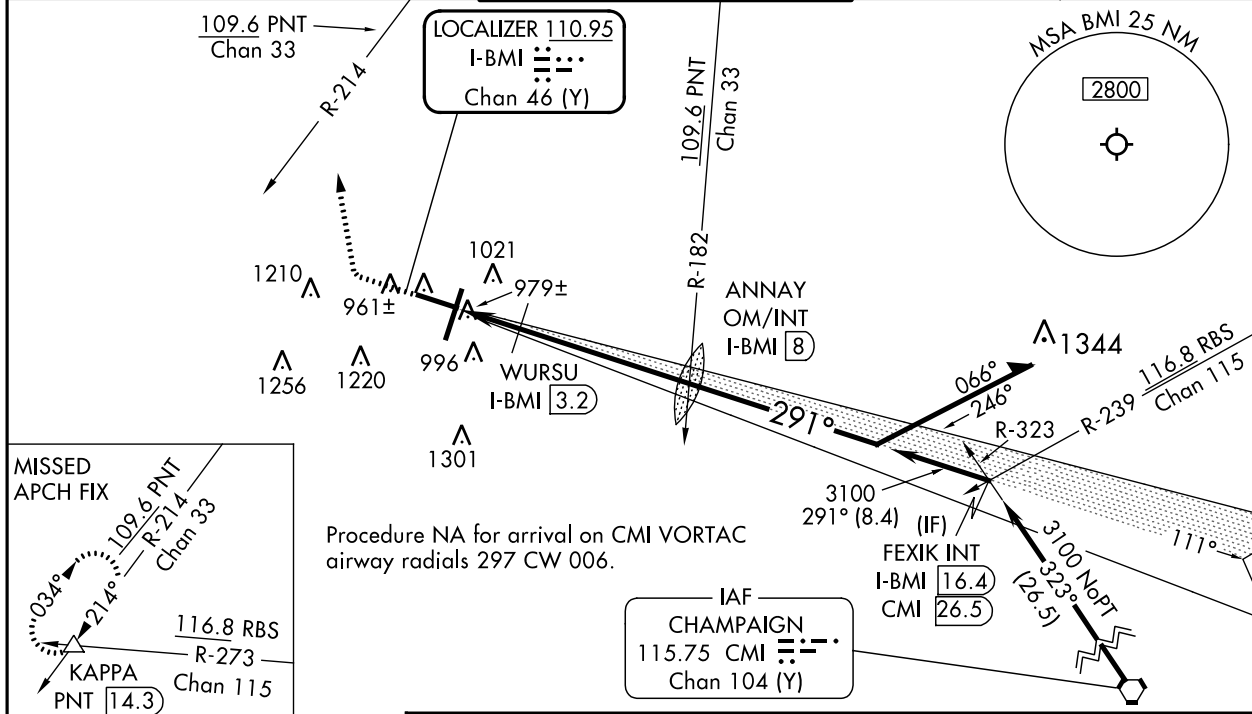 109.6 PNT
Chan 33
R-214
LOCALIZER 110.95
I-BMI
Chan 46 (Y)
109.6 PNT
Chan 33
R-182
MSA BMI 25 NM
2800
1210
961±
1021
979±
996
1256
1220
WURSU
I-BMI 3.2
1301
ANNAY
OM/INT
I-BMI 8
1344
066°
246°
291°
R-323
R-239
116.8 RBS
Chan 115
3100
291° (8.4)
(IF)
FEXIK INT
I-BMI 16.4
CMI 26.5
3100 NoPT
323°
(26.5)
111°
MISSED
APCH FIX
109.6 PNT
R-214
Chan 33
034°
214°
116.8 RBS
R-273
Chan 115
KAPPA
PNT 14.3
Procedure NA for arrival on CMI VORTAC
airway radials 297 CW 006.
IAF
CHAMPAIGN
115.75 CMI
Chan 104 (Y)